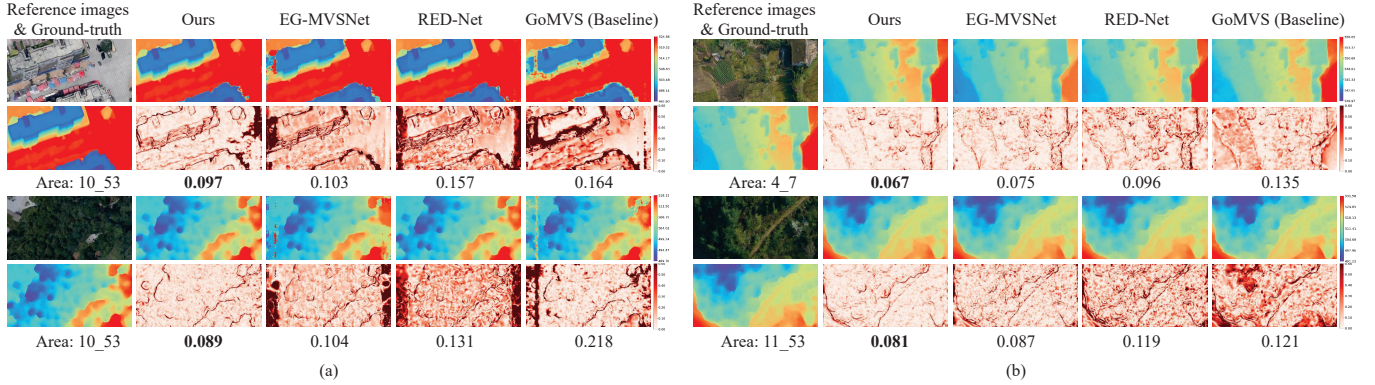 Reference images
& Ground-truth
Ours
EG-MVSNet
RED-Net
GoMVS (Baseline)
Area: 10_53
0.097
0.103
0.157
0.164
Area: 10_53
0.089
0.104
0.131
0.218
(a)
Reference images
& Ground-truth
Ours
EG-MVSNet
RED-Net
GoMVS (Baseline)
Area: 4_7
0.067
0.075
0.096
0.135
Area: 11_53
0.081
0.087
0.119
0.121
(b)